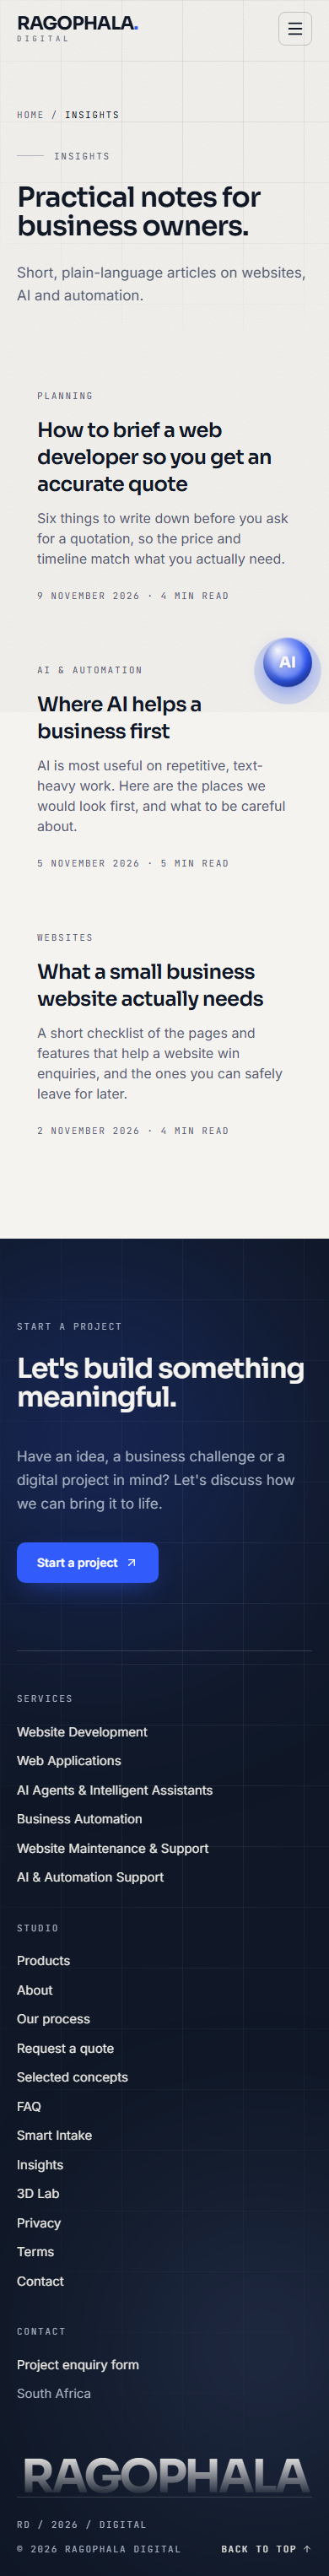 RAGOPHALA.
DIGITAL
HOME / INSIGHTS
INSIGHTS
Practical notes for
business owners.
Short, plain-language articles on websites,
AI and automation.
PLANNING
How to brief a web
developer so you get an
accurate quote
Six things to write down before you ask
for a quotation, so the price and
timeline match what you actually need.
9 NOVEMBER 2026 · 4 MIN READ
AI
AI & AUTOMATION
Where AI helps a
business first
AI is most useful on repetitive, text-
heavy work. Here are the places we
would look first, and what to be careful
about.
5 NOVEMBER 2026 · 5 MIN READ
WEBSITES
What a small business
website actually needs
A short checklist of the pages and
features that help a website win
enquiries, and the ones you can safely
leave for later.
2 NOVEMBER 2026 · 4 MIN READ
START A PROJECT
Let's build something
meaningful.
Have an idea, a business challenge or a
digital project in mind? Let's discuss how
we can bring it to life.
Start a project ↗
SERVICES
Website Development
Web Applications
AI Agents & Intelligent Assistants
Business Automation
Website Maintenance & Support
AI & Automation Support
STUDIO
Products
About
Our process
Request a quote
Selected concepts
FAQ
Smart Intake
Insights
3D Lab
Privacy
Terms
Contact
CONTACT
Project enquiry form
South Africa
RAGOPHALA
RD / 2026 / DIGITAL
© 2026 RAGOPHALA DIGITAL BACK TO TOP ↑